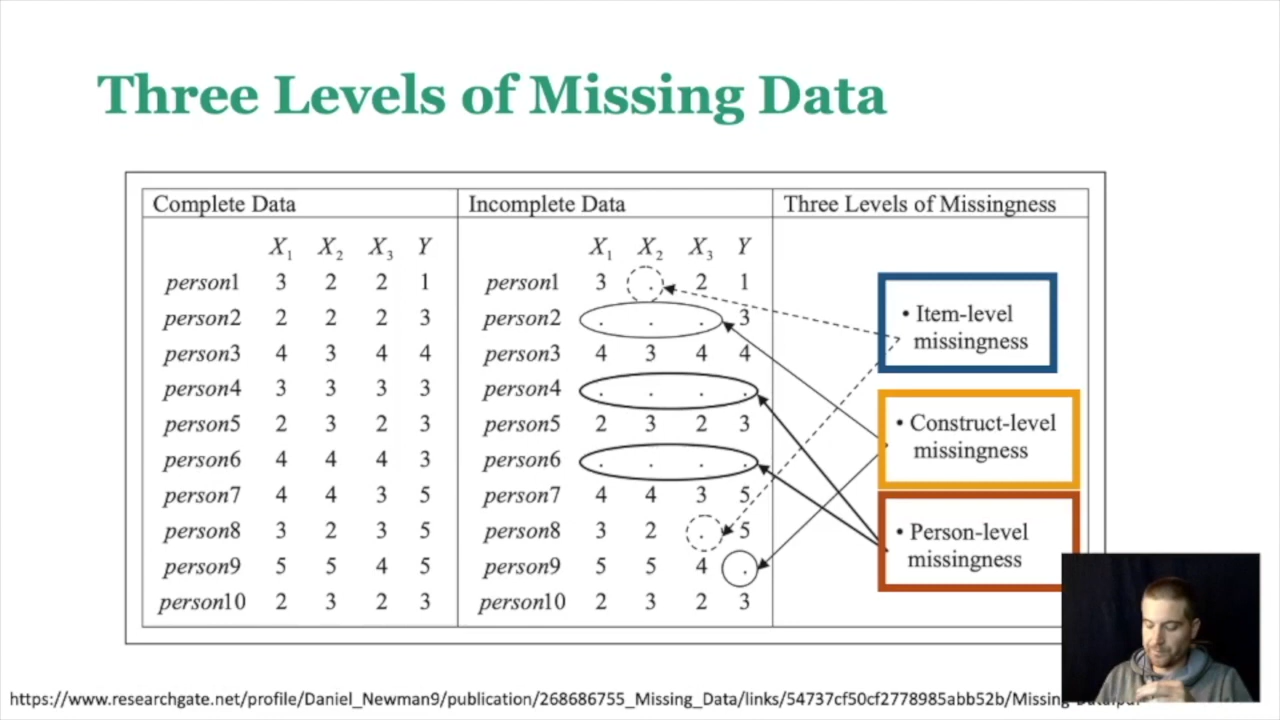 Three Levels of Missing Data
Complete Data Incomplete Data Three Levels of Missingness
X1 X2 X3 Y X1 X2 X3 Y
person1 3 2 2 1 person1 3 . 2 1
person2 2 2 2 3 person2 . . . 3
person3 4 3 4 4 person3 4 3 4 4
person4 3 3 3 3 person4 . . . .
person5 2 3 2 3 person5 2 3 2 3
person6 4 4 4 3 person6 . . . .
person7 4 4 3 5 person7 4 4 3 5
person8 3 2 3 5 person8 3 2 . 5
person9 5 5 4 5 person9 5 5 4 .
person10 2 3 2 3 person10 2 3 2 3
• Item-level
missingness
• Construct-level
missingness
• Person-level
missingness
https://www.researchgate.net/profile/Daniel_Newman9/publication/268686755_Missing_Data/links/54737cf50cf2778985abb52b/Missing